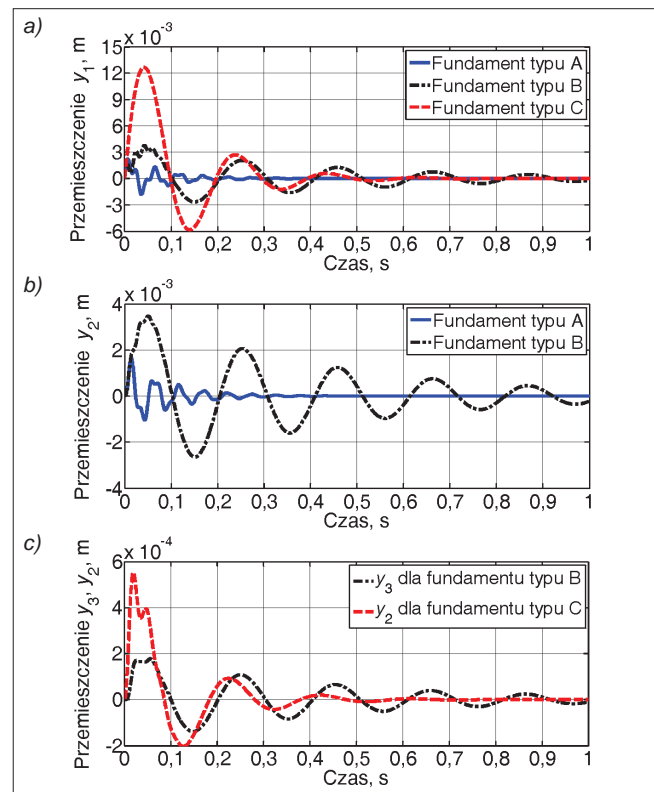 a)
x 10⁻³
15
12
9
6
3
0
-3
-6
Przemieszczenie y₁, m
Fundament typu A
Fundament typu B
Fundament typu C
0 0,1 0,2 0,3 0,4 0,5 0,6 0,7 0,8 0,9 1
Czas, s
b)
x 10⁻³
4
2
0
-2
-4
Przemieszczenie y₂, m
Fundament typu A
Fundament typu B
0 0,1 0,2 0,3 0,4 0,5 0,6 0,7 0,8 0,9 1
Czas, s
c)
x 10⁻⁴
6
4
2
0
-2
Przemieszczenie y₃, y₂, m
y₃ dla fundamentu typu B
y₂ dla fundamentu typu C
0 0,1 0,2 0,3 0,4 0,5 0,6 0,7 0,8 0,9 1
Czas, s